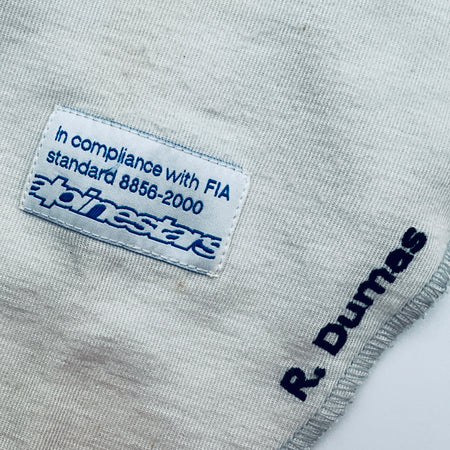 In compliance with FIA
standard 8856-2000
alpinestars
R. Dumas